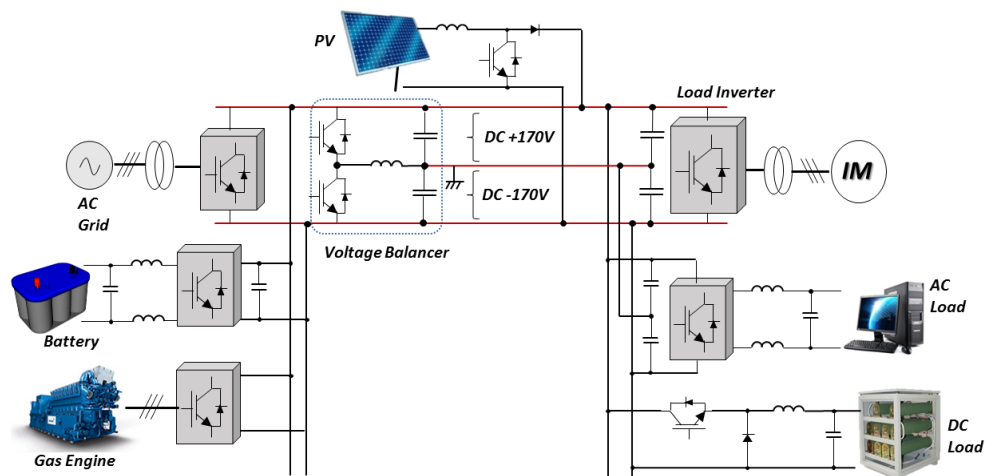 PV
Load Inverter
DC +170V
DC -170V
IM
AC
Grid
Voltage Balancer
Battery
AC
Load
Gas Engine
DC
Load